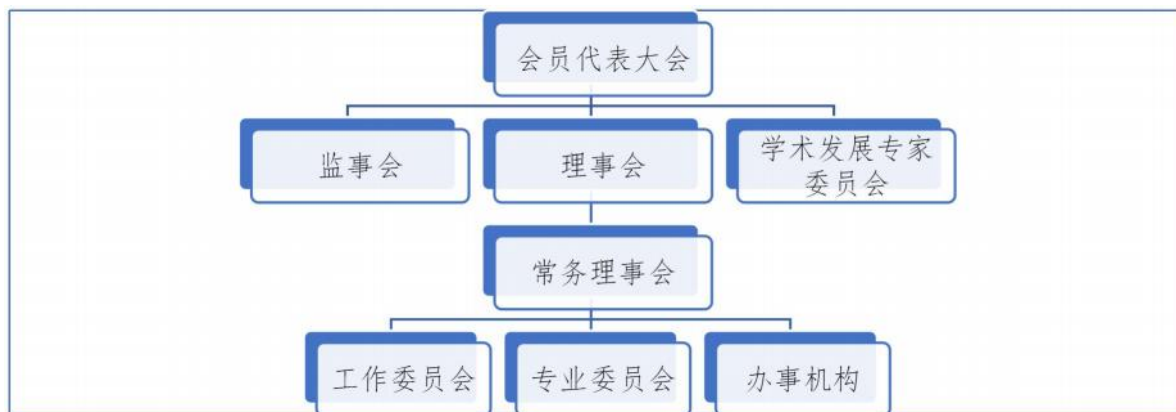 会员代表大会
监事会
理事会
学术发展专家
委员会
常务理事会
工作委员会
专业委员会
办事机构